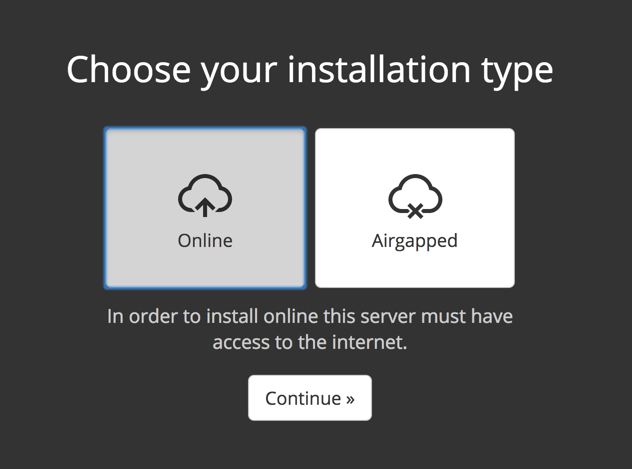 Choose your installation type
Online
Airgapped
In order to install online this server must have
access to the internet.
Continue »